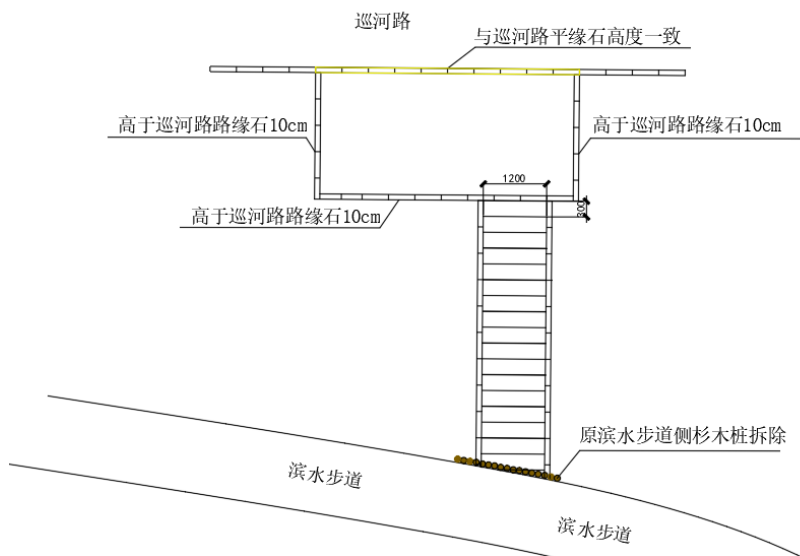 巡河路
与巡河路平缘石高度一致
高于巡河路路缘石10cm
高于巡河路路缘石10cm
1200
300
高于巡河路路缘石10cm
原滨水步道侧杉木桩拆除
滨水步道
滨水步道